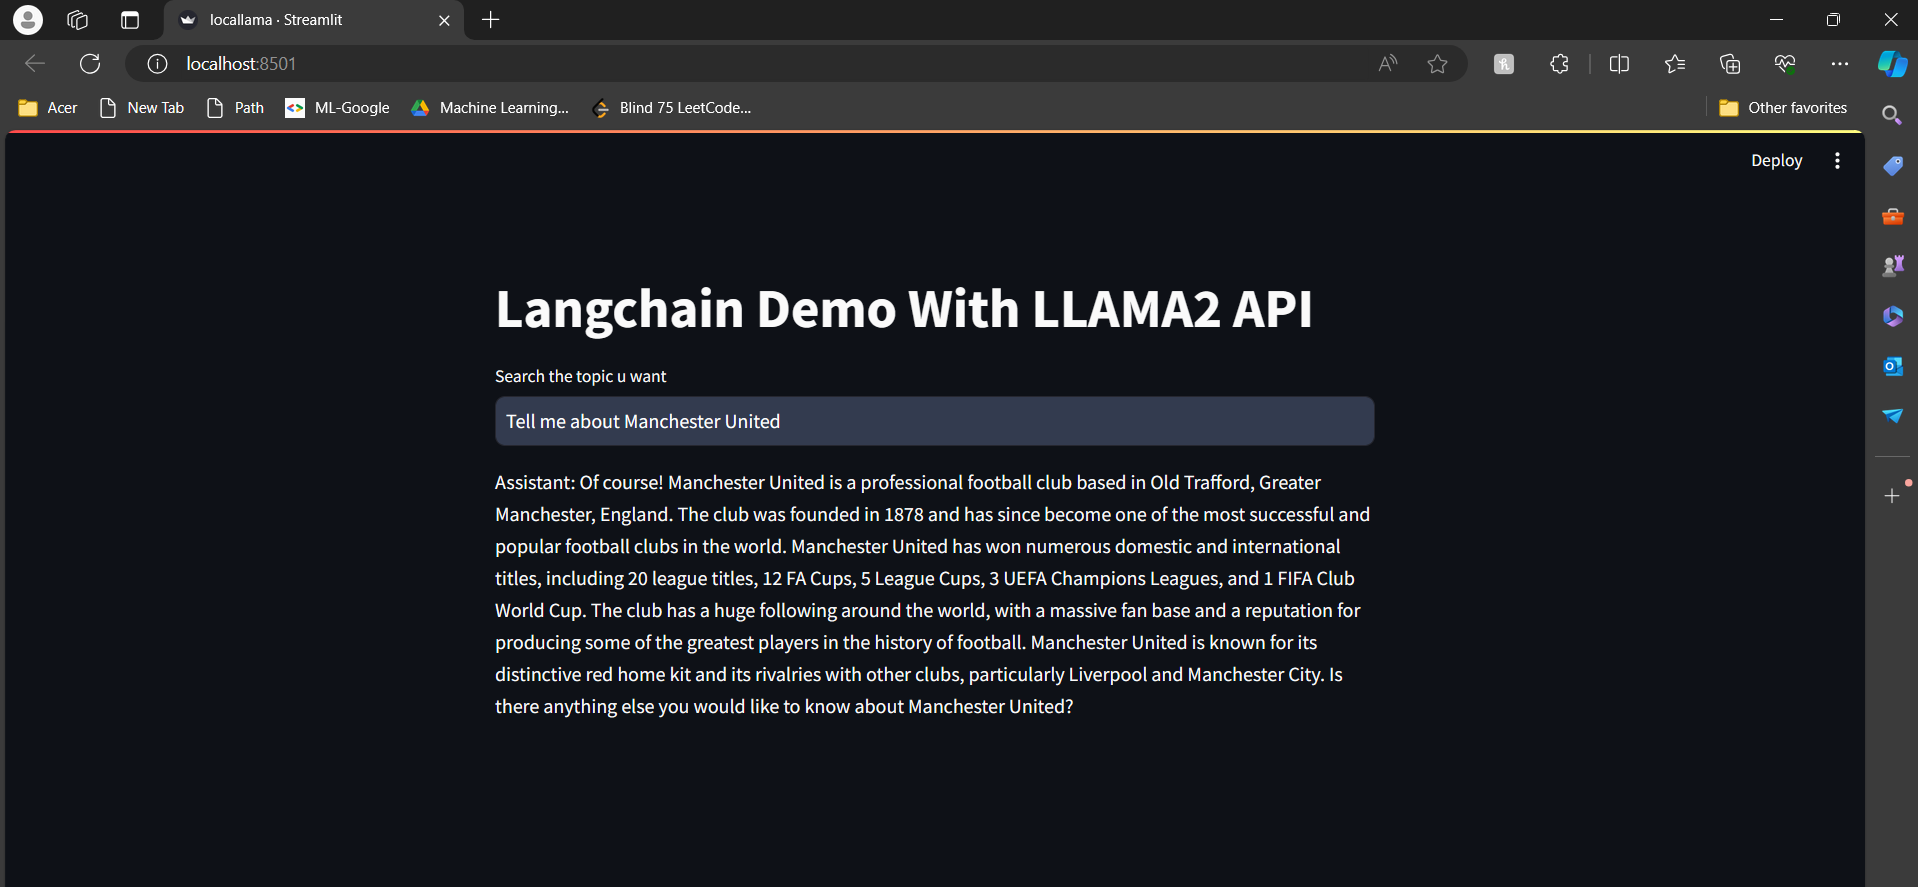 locallama · Streamlit
localhost:8501
Acer New Tab Path ML-Google Machine Learning... Blind 75 LeetCode... Other favorites
Deploy
Langchain Demo With LLAMA2 API
Search the topic u want
Tell me about Manchester United
Assistant: Of course! Manchester United is a professional football club based in Old Trafford, Greater
Manchester, England. The club was founded in 1878 and has since become one of the most successful and
popular football clubs in the world. Manchester United has won numerous domestic and international
titles, including 20 league titles, 12 FA Cups, 5 League Cups, 3 UEFA Champions Leagues, and 1 FIFA Club
World Cup. The club has a huge following around the world, with a massive fan base and a reputation for
producing some of the greatest players in the history of football. Manchester United is known for its
distinctive red home kit and its rivalries with other clubs, particularly Liverpool and Manchester City. Is
there anything else you would like to know about Manchester United?